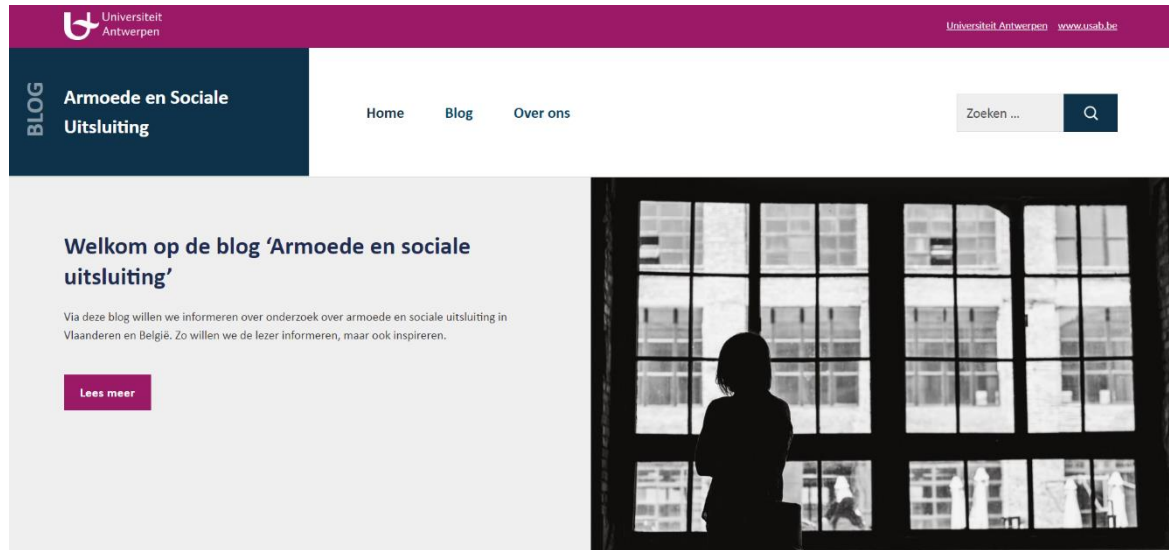 Universiteit
Antwerpen
Universiteit Antwerpen www.usab.be
BLOG
Armoede en Sociale
Uitsluiting
Home Blog Over ons
Zoeken ...
Welkom op de blog ‘Armoede en sociale
uitsluiting’
Via deze blog willen we informeren over onderzoek over armoede en sociale uitsluiting in
Vlaanderen en België. Zo willen we de lezer informeren, maar ook inspireren.
Lees meer